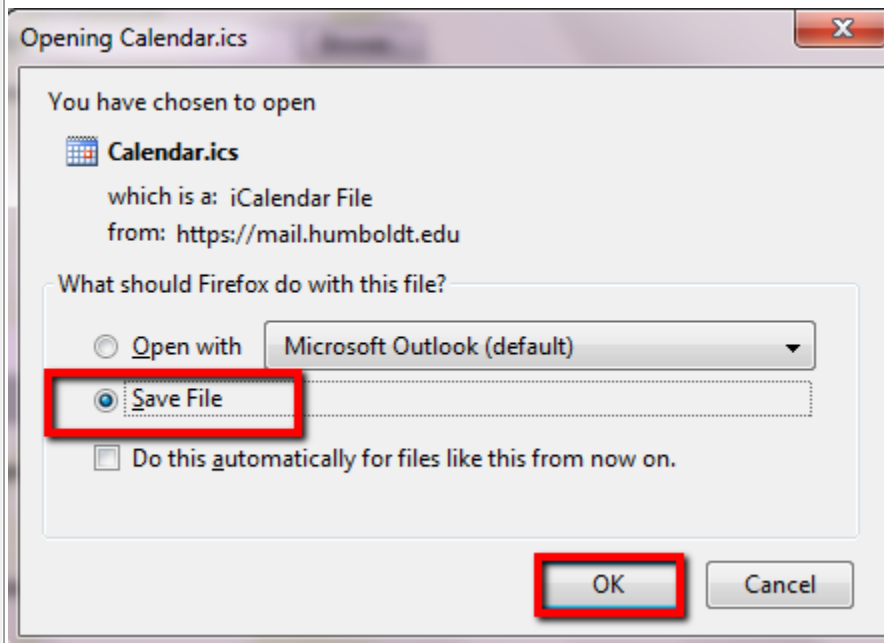 Opening Calendar.ics
You have chosen to open
Calendar.ics
which is a: iCalendar File
from: https://mail.humboldt.edu
What should Firefox do with this file?
Open with Microsoft Outlook (default)
Save File
Do this automatically for files like this from now on.
OK Cancel